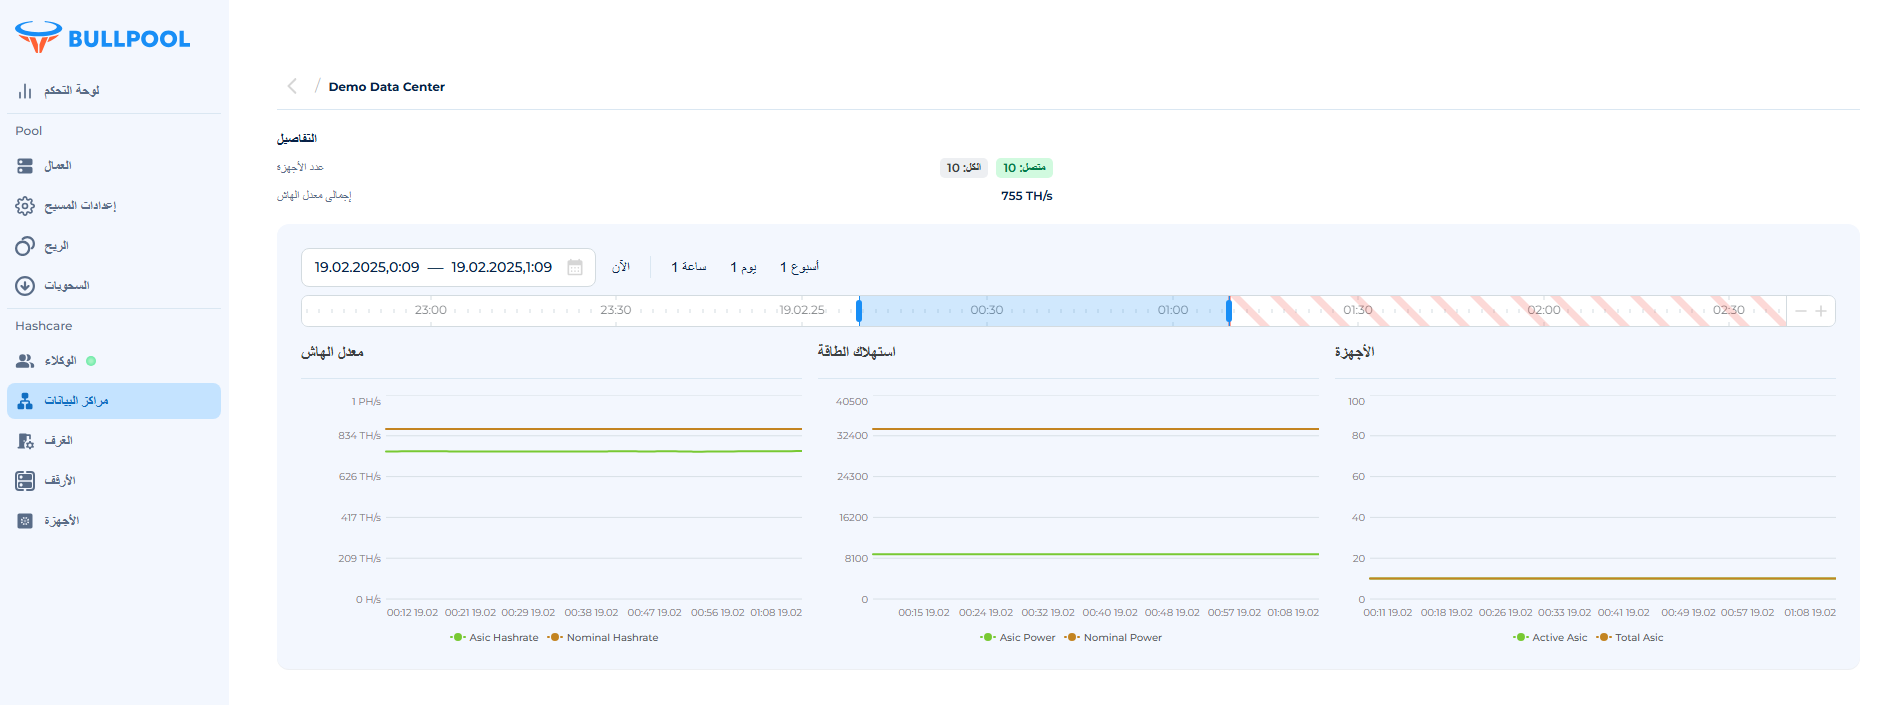 BULLPOOL
لوحة التحكم
Pool
العمال
إعدادات المسيح
الربح
السحوبات
Hashcare
الوكلاء
مراكز البيانات
الغرف
الأرفف
الأجهزة
/ Demo Data Center
التفاصيل
عدد الأجهزة
الكل: 10
متصل: 10
إجمالي معدل الهاش
755 TH/s
19.02.2025,0:09 — 19.02.2025,1:09
الآن
1 ساعة
1 يوم
1 أسبوع
23:00 23:30 19.02.25 00:30 01:00 01:30 02:00 02:30
معدل الهاش
1 PH/s
834 TH/s
626 TH/s
417 TH/s
209 TH/s
0 H/s
00:12 19.02 00:21 19.02 00:29 19.02 00:38 19.02 00:47 19.02 00:56 19.02 01:08 19.02
Asic Hashrate Nominal Hashrate
استهلاك الطاقة
40500
32400
24300
16200
8100
0
00:15 19.02 00:24 19.02 00:32 19.02 00:40 19.02 00:48 19.02 00:57 19.02 01:08 19.02
Asic Power Nominal Power
الأجهزة
100
80
60
40
20
0
00:11 19.02 00:18 19.02 00:26 19.02 00:33 19.02 00:41 19.02 00:49 19.02 00:57 19.02 01:08 19.02
Active Asic Total Asic